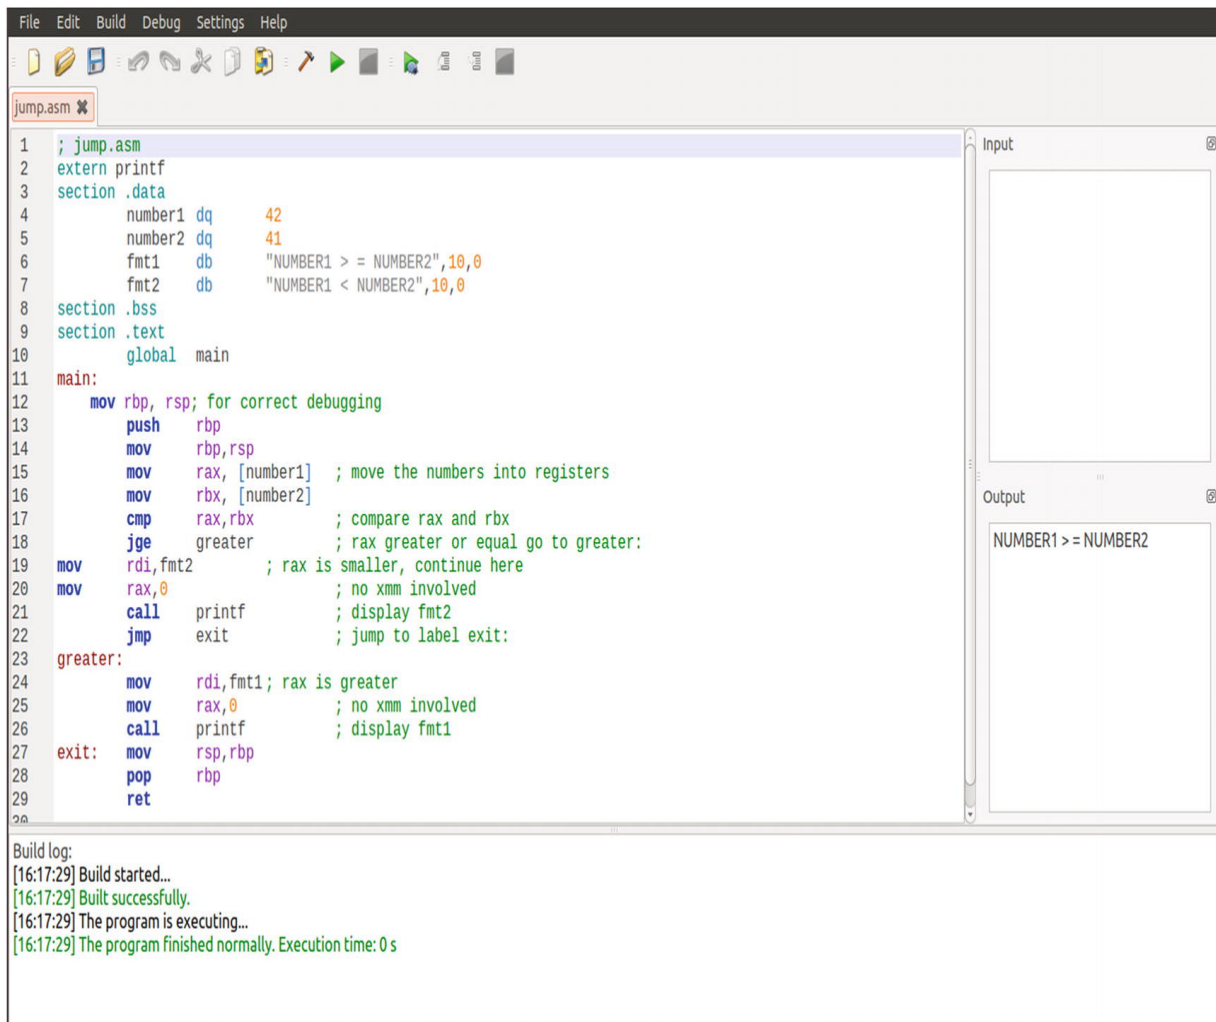 File Edit Build Debug Settings Help
jump.asm
1 ; jump.asm
2 extern printf
3 section .data
4 number1 dq 42
5 number2 dq 41
6 fmt1 db "NUMBER1 > = NUMBER2",10,0
7 fmt2 db "NUMBER1 < NUMBER2",10,0
8 section .bss
9 section .text
10 global main
11 main:
12 mov rbp, rsp; for correct debugging
13 push rbp
14 mov rbp,rsp
15 mov rax, [number1] ; move the numbers into registers
16 mov rbx, [number2]
17 cmp rax,rbx ; compare rax and rbx
18 jge greater ; rax greater or equal go to greater:
19 mov rdi,fmt2 ; rax is smaller, continue here
20 mov rax,0 ; no xmm involved
21 call printf ; display fmt2
22 jmp exit ; jump to label exit:
23 greater:
24 mov rdi,fmt1; rax is greater
25 mov rax,0 ; no xmm involved
26 call printf ; display fmt1
27 exit: mov rsp,rbp
28 pop rbp
29 ret
Input
Output
NUMBER1 > = NUMBER2
Build log:
[16:17:29] Build started...
[16:17:29] Built successfully.
[16:17:29] The program is executing...
[16:17:29] The program finished normally. Execution time: 0 s